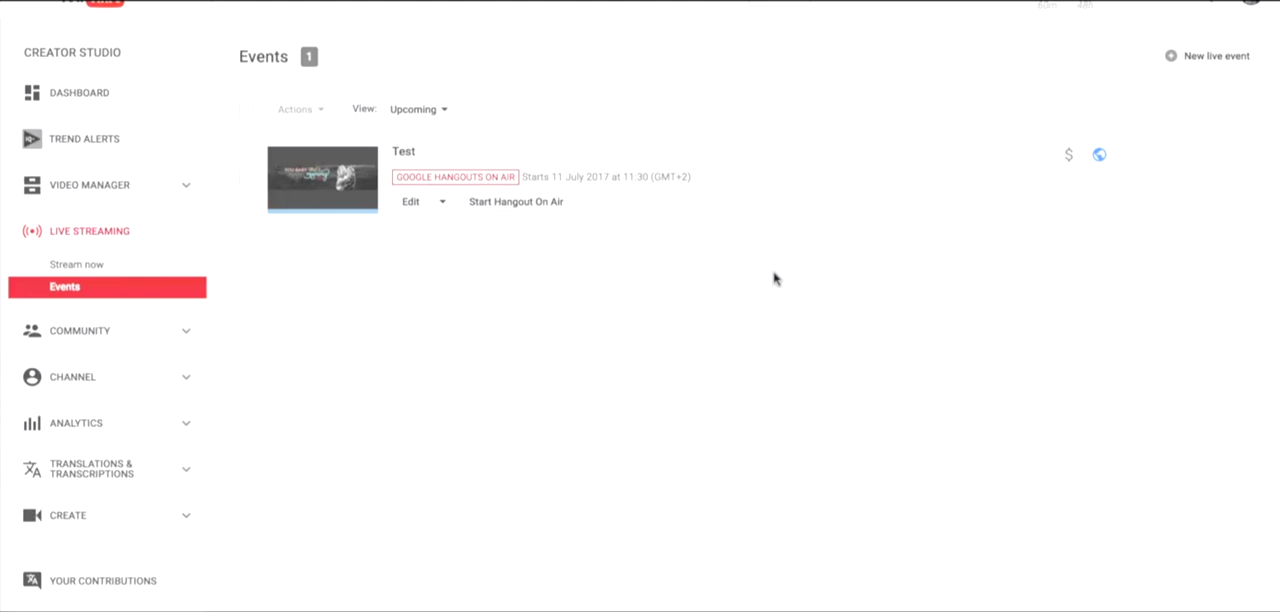 60m 48h
CREATOR STUDIO
Events 1
New live event
DASHBOARD
Actions View: Upcoming
TREND ALERTS
Test
$
GOOGLE HANGOUTS ON AIR Starts 11 July 2017 at 11:30 (GMT+2)
VIDEO MANAGER
Edit Start Hangout On Air
LIVE STREAMING
Stream now
Events
COMMUNITY
CHANNEL
ANALYTICS
TRANSLATIONS &
TRANSCRIPTIONS
CREATE
YOUR CONTRIBUTIONS